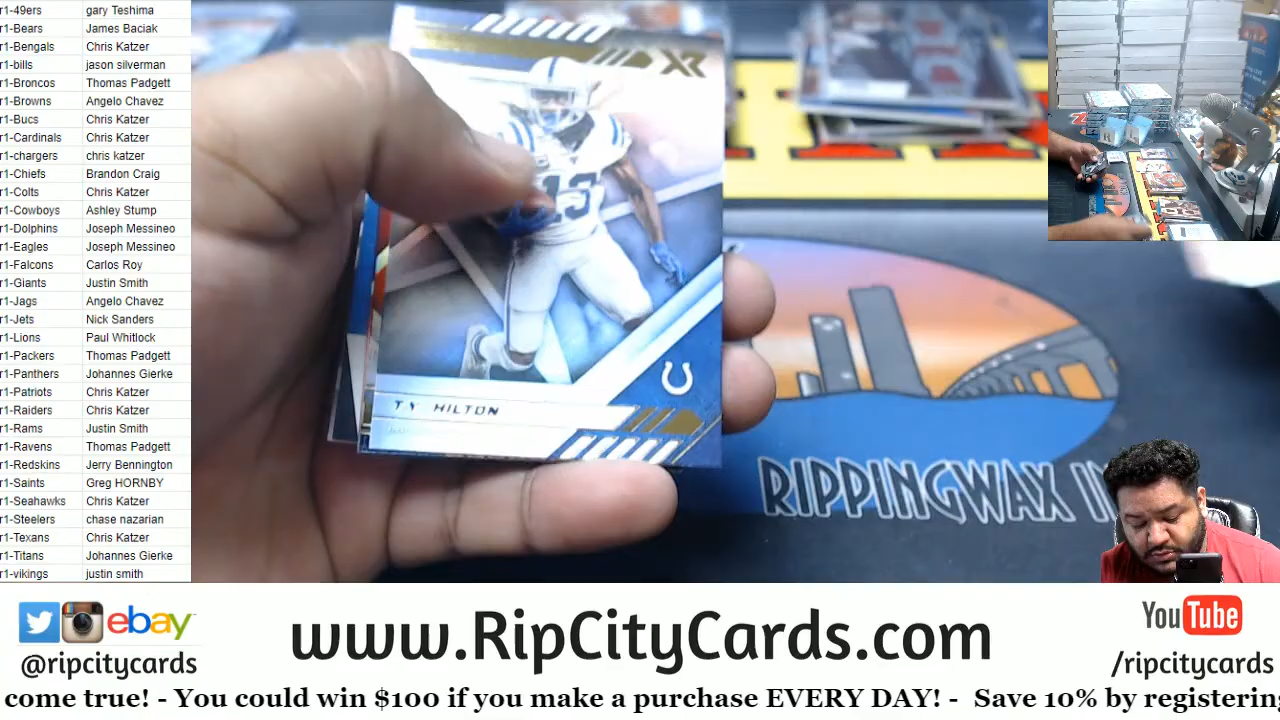 r1-49ers gary Teshima
r1-Bears James Baciak
r1-Bengals Chris Katzer
r1-bills jason silverman
r1-Broncos Thomas Padgett
r1-Browns Angelo Chavez
r1-Bucs Chris Katzer
r1-Cardinals Chris Katzer
r1-chargers chris katzer
r1-Chiefs Brandon Craig
r1-Colts Chris Katzer
r1-Cowboys Ashley Stump
r1-Dolphins Joseph Messineo
r1-Eagles Joseph Messineo
r1-Falcons Carlos Roy
r1-Giants Justin Smith
r1-Jags Angelo Chavez
r1-Jets Nick Sanders
r1-Lions Paul Whitlock
r1-Packers Thomas Padgett
r1-Panthers Johannes Gierke
r1-Patriots Chris Katzer
r1-Raiders Chris Katzer
r1-Rams Justin Smith
r1-Ravens Thomas Padgett
r1-Redskins Jerry Bennington
r1-Saints Greg HORNBY
r1-Seahawks Chris Katzer
r1-Steelers chase nazarian
r1-Texans Chris Katzer
r1-Titans Johannes Gierke
r1-vikings justin smith
XR
13
T.Y. HILTON
RIPPINGWAX IN
ebay
@ripcitycards
www.RipCityCards.com
YouTube
/ripcitycards
come true! - You could win $100 if you make a purchase EVERY DAY! - Save 10% by registering